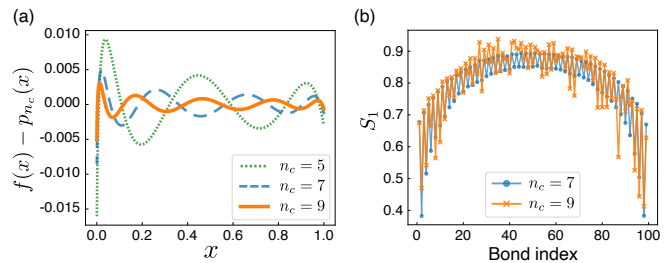 (a)
f(x) − p_{n_c}(x)
0.010
0.005
0.000
−0.005
−0.010
−0.015
n_c = 5
n_c = 7
n_c = 9
0.0 0.2 0.4 0.6 0.8 1.0
x
(b)
S_1
0.9
0.8
0.7
0.6
0.5
0.4
n_c = 7
n_c = 9
0 20 40 60 80 100
Bond index